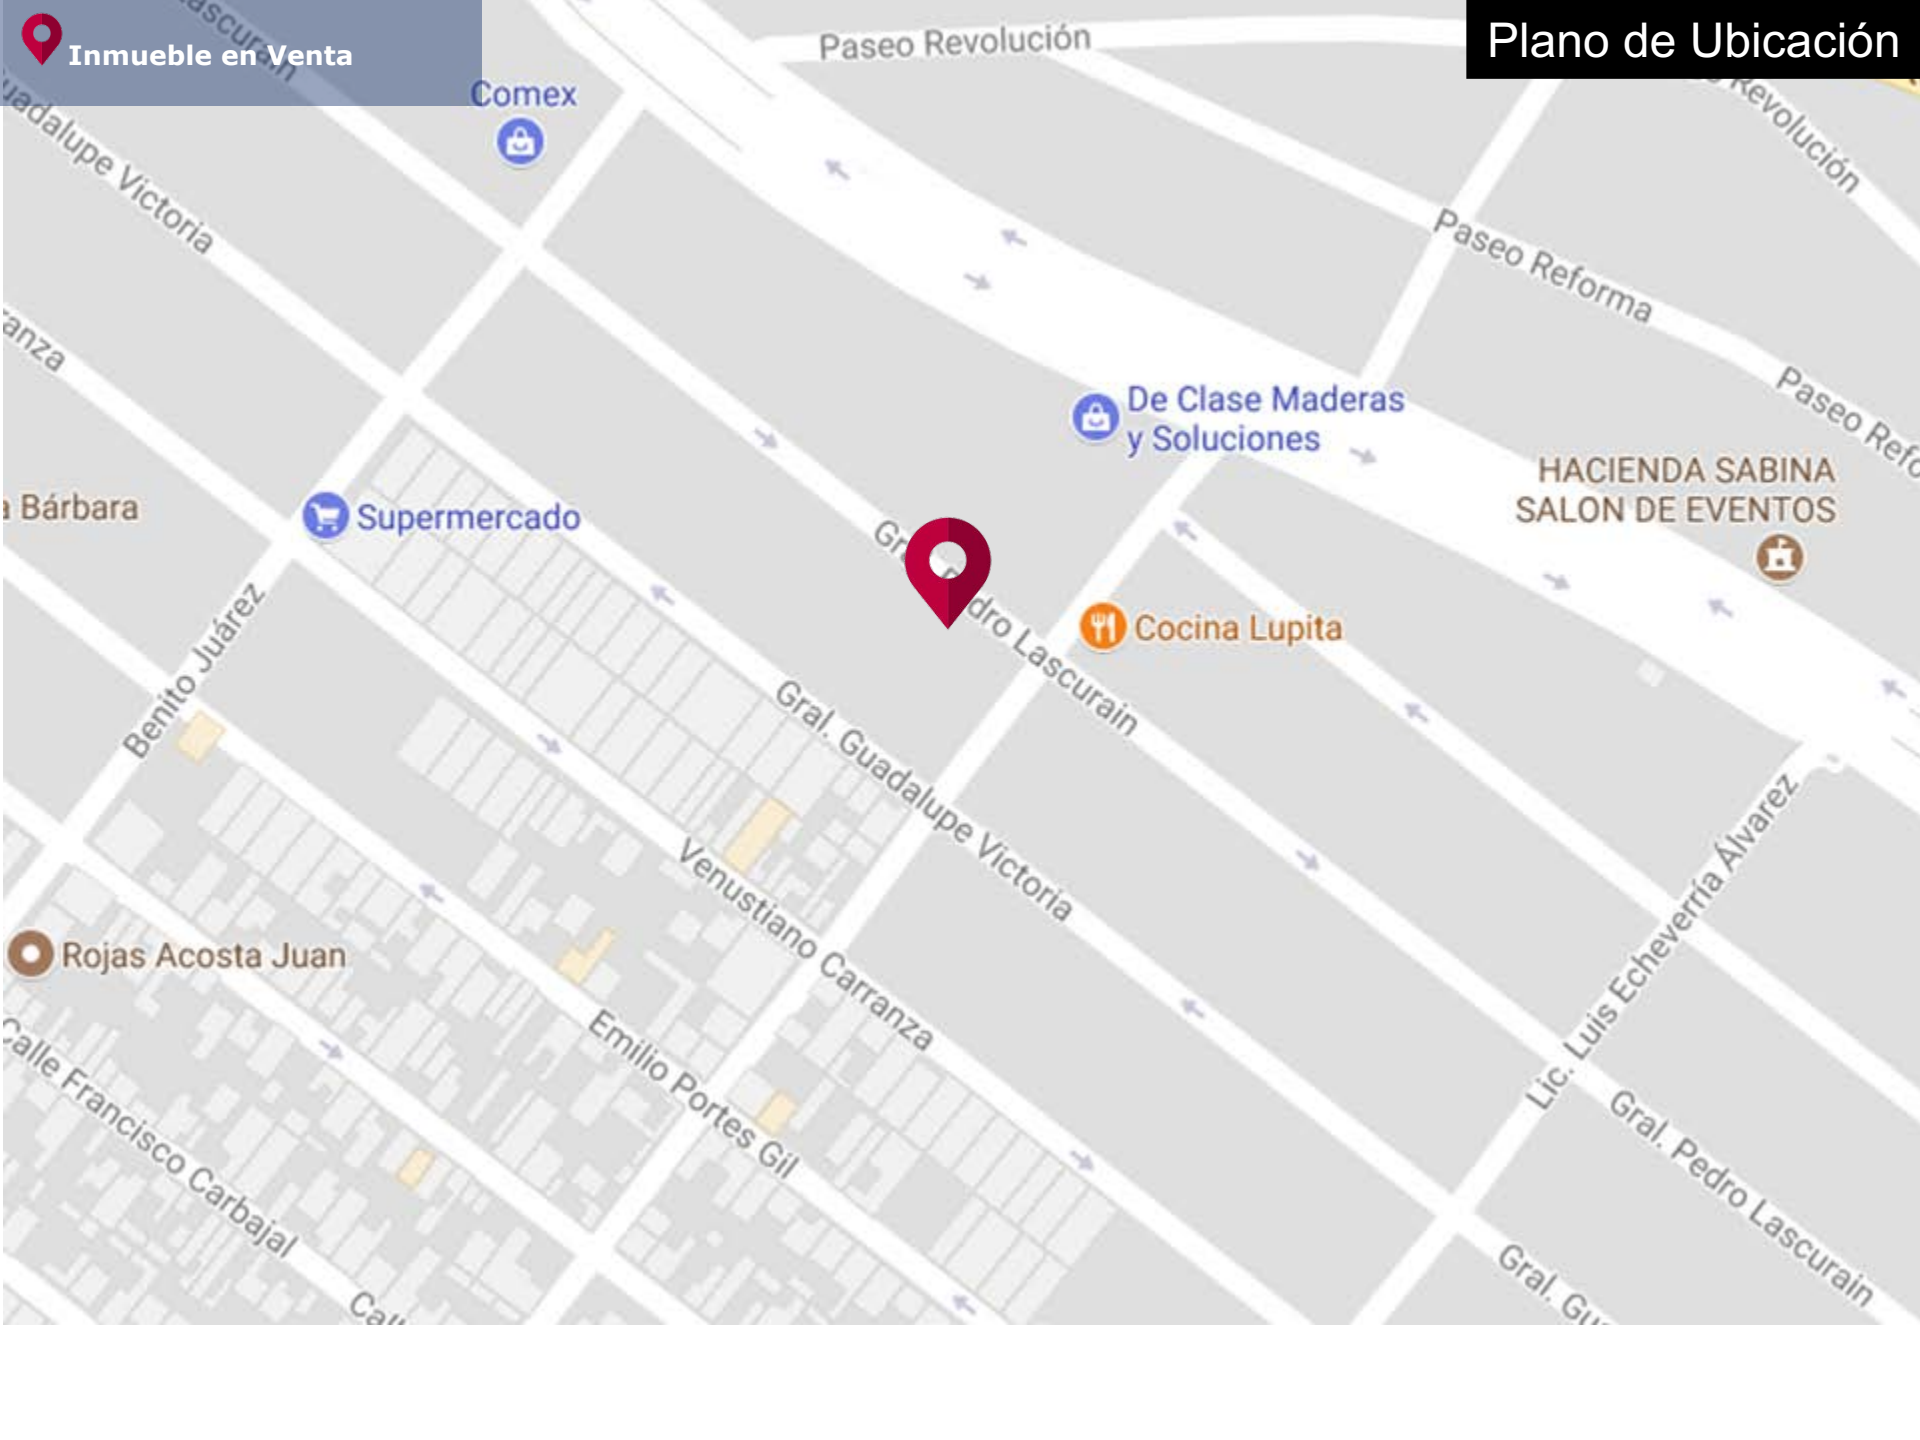 Inmueble en Venta
Plano de Ubicación
Paseo Revolución
Revolución
Comex
Guadalupe Victoria
Paseo Reforma
Paseo
De Clase Maderas
y Soluciones
HACIENDA SABINA
SALON DE EVENTOS
Bárbara
Supermercado
Lascurain
Cocina Lupita
Benito Juárez
Gral. Guadalupe Victoria
Venustiano Carranza
Lic. Luis Echeverría Álvarez
Rojas Acosta Juan
Emilio Portes Gil
Calle Francisco Carbajal
Gral. Pedro Lascurain
Gral.